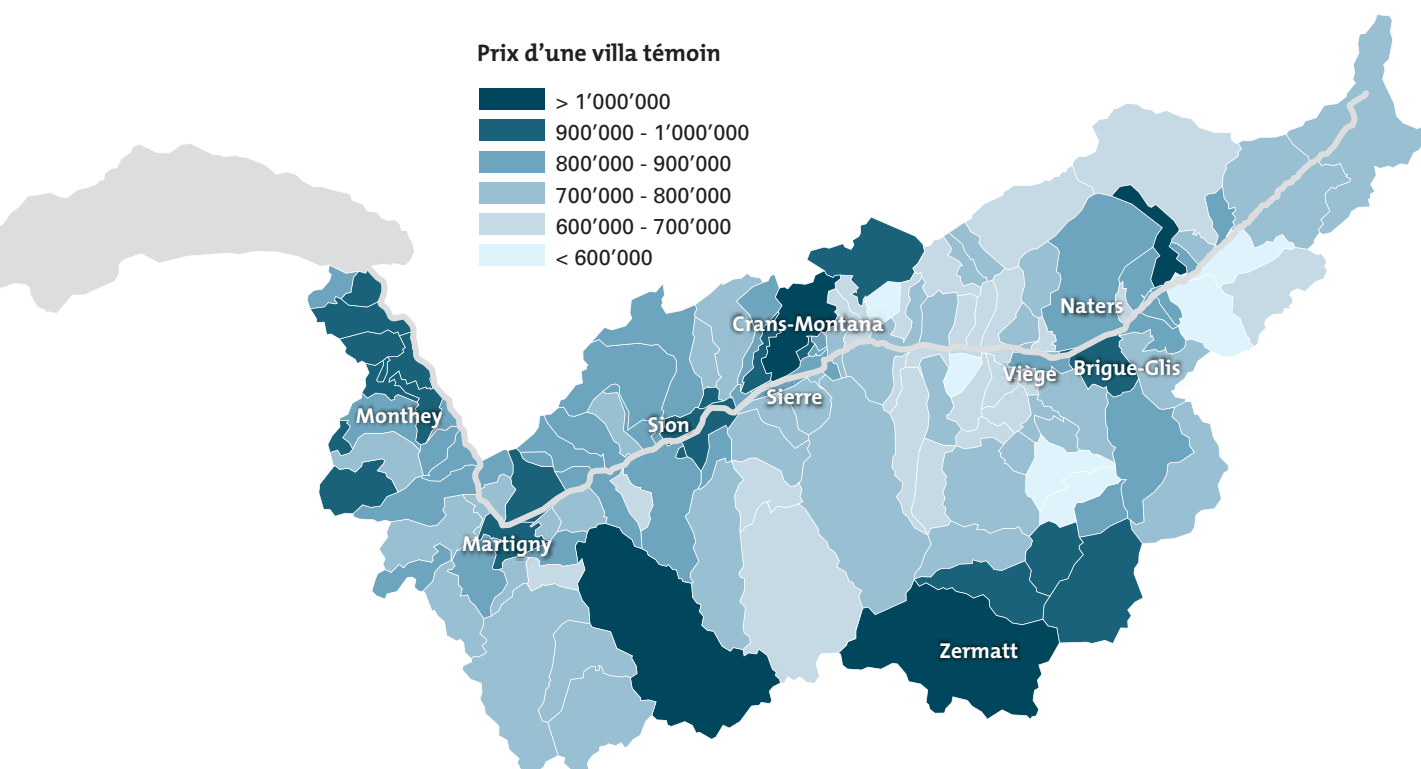 Prix d’une villa témoin
> 1’000’000
900’000 - 1’000’000
800’000 - 900’000
700’000 - 800’000
600’000 - 700’000
< 600’000
Naters
Crans-Montana
Viège
Brigue-Glis
Sierre
Monthey
Sion
Martigny
Zermatt